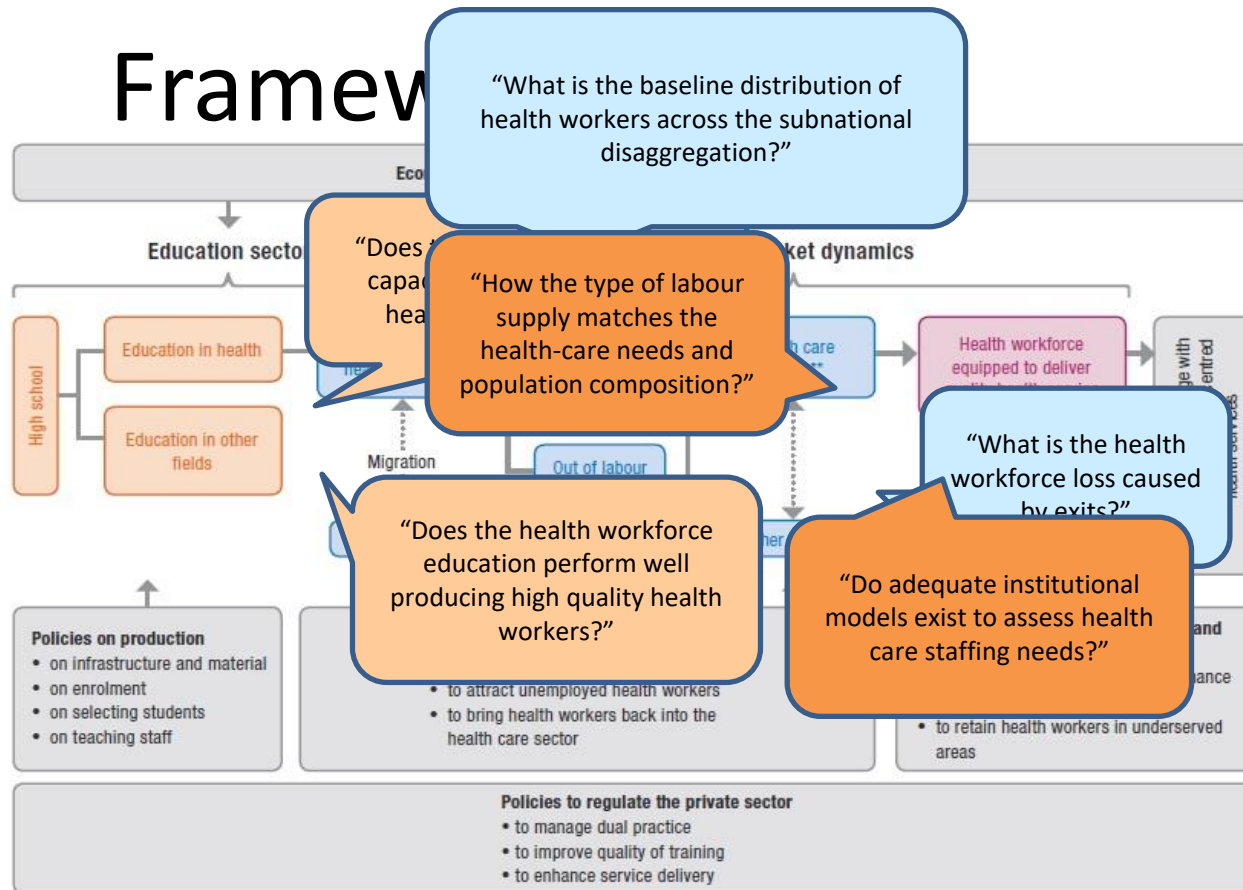 “What is the baseline distribution of
health workers across the subnational
disaggregation?”
Education
dynamics
“Does
“How the type of labour
supply matches the
health-care needs and
population composition?”
High school
Education in health
Education in other
fields
care
Health workforce
equipped to deliver
with
“What is the health
workforce loss caused
by exits?”
Migration
Out of labour
“Does the health workforce
education perform well
producing high quality health
workers?”
“Do adequate institutional
models exist to assess health
care staffing needs?”
Policies on production
• on infrastructure and material
• on enrolment
• on selecting students
• on teaching staff
• to attract unemployed health workers
• to bring health workers back into the
health care sector
and
• to retain health workers in underserved
areas
Policies to regulate the private sector
• to manage dual practice
• to improve quality of training
• to enhance service delivery